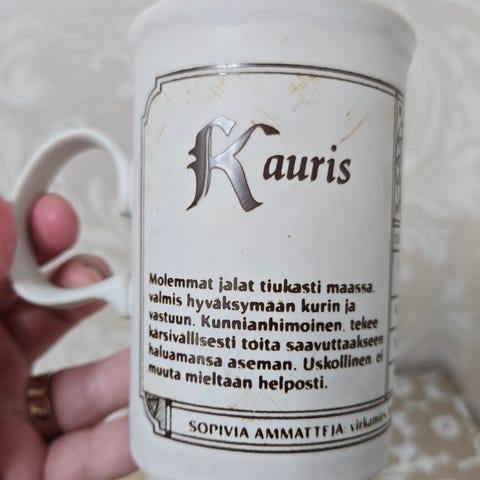 Kauris
Molemmat jalat tiukasti maassa,
valmis hyväksymään kurin ja
vastuun. Kunnianhimoinen, tekee
kärsivällisesti töitä saavuttaakseen
haluamansa aseman. Uskollinen, ei
muuta mieltään helposti.
SOPIVIA AMMATTEJA: virkamies,